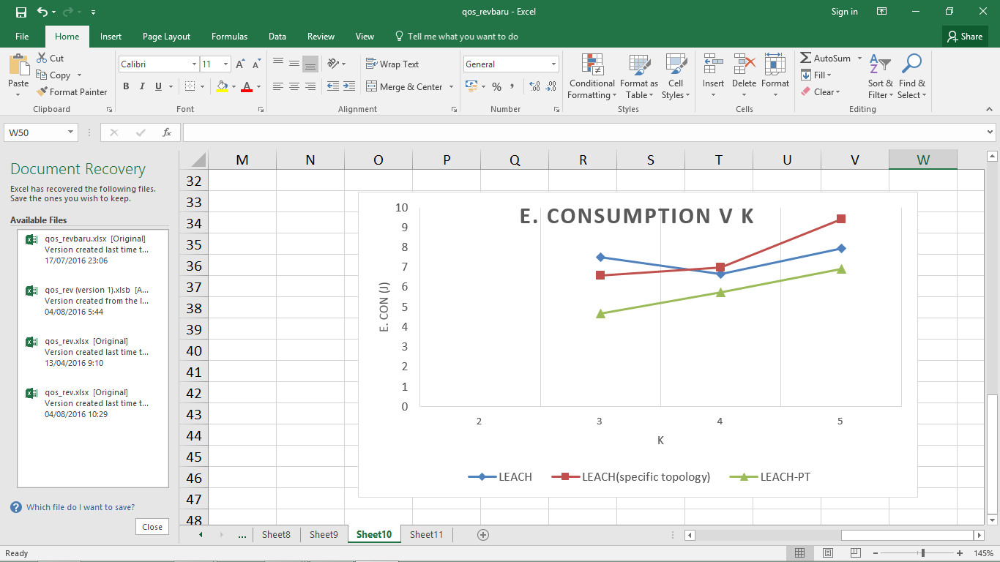 qos_revbaru - Excel
Sign in
File Home Insert Page Layout Formulas Data Review View Tell me what you want to do Share
Paste
Cut
Copy
Format Painter
Clipboard
Calibri 11 A A
B I U A
Font
Wrap Text
Merge & Center
Alignment
General
% ,
Number
Conditional Formatting
Format as Table
Cell Styles
Styles
Insert Delete Format
Cells
AutoSum
Fill
Clear
Sort & Filter
Find & Select
Editing
W50 fx
Document Recovery
Excel has recovered the following files.
Save the ones you wish to keep.
Available Files
qos_revbaru.xlsx [Original]
Version created last time t...
17/07/2016 23:06
qos_rev (version 1).xlsb [A...
Version created from the l...
04/08/2016 5:44
qos_rev.xlsx [Original]
Version created last time t...
13/04/2016 9:10
qos_rev.xlsx [Original]
Version created last time t...
04/08/2016 10:29
Which file do I want to save?
Close
M N O P Q R S T U V W
32
33
34
35
36
37
38
39
40
41
42
43
44
45
46
47
48
E. CONSUMPTION V K
E. CON (J)
10
9
8
7
6
5
4
3
2
1
0
2 3 4 5
K
LEACH LEACH(specific topology) LEACH-PT
... Sheet8 Sheet9 Sheet10 Sheet11
Ready
145%